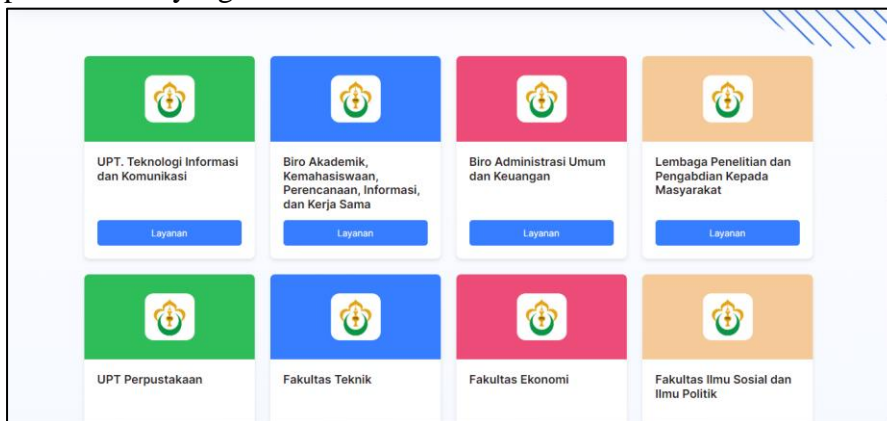 UPT. Teknologi Informasi
dan Komunikasi
Layanan
Biro Akademik,
Kemahasiswaan,
Perencanaan, Informasi,
dan Kerja Sama
Layanan
Biro Administrasi Umum
dan Keuangan
Layanan
Lembaga Penelitian dan
Pengabdian Kepada
Masyarakat
Layanan
UPT Perpustakaan
Fakultas Teknik
Fakultas Ekonomi
Fakultas Ilmu Sosial dan
Ilmu Politik